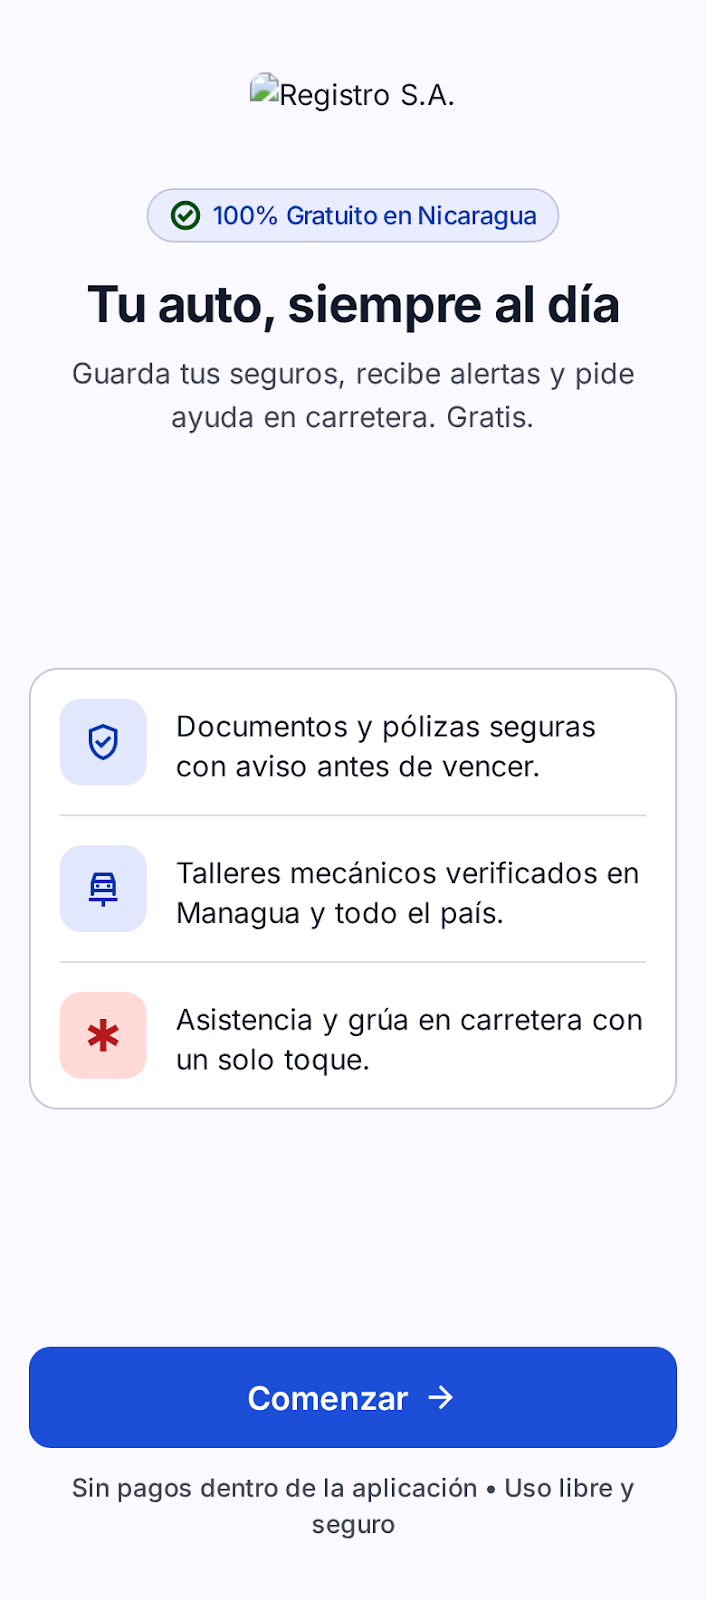 Registro S.A.
100% Gratuito en Nicaragua
Tu auto, siempre al día
Guarda tus seguros, recibe alertas y pide
ayuda en carretera. Gratis.
Documentos y pólizas seguras
con aviso antes de vencer.
Talleres mecánicos verificados en
Managua y todo el país.
Asistencia y grúa en carretera con
un solo toque.
Comenzar →
Sin pagos dentro de la aplicación • Uso libre y
seguro